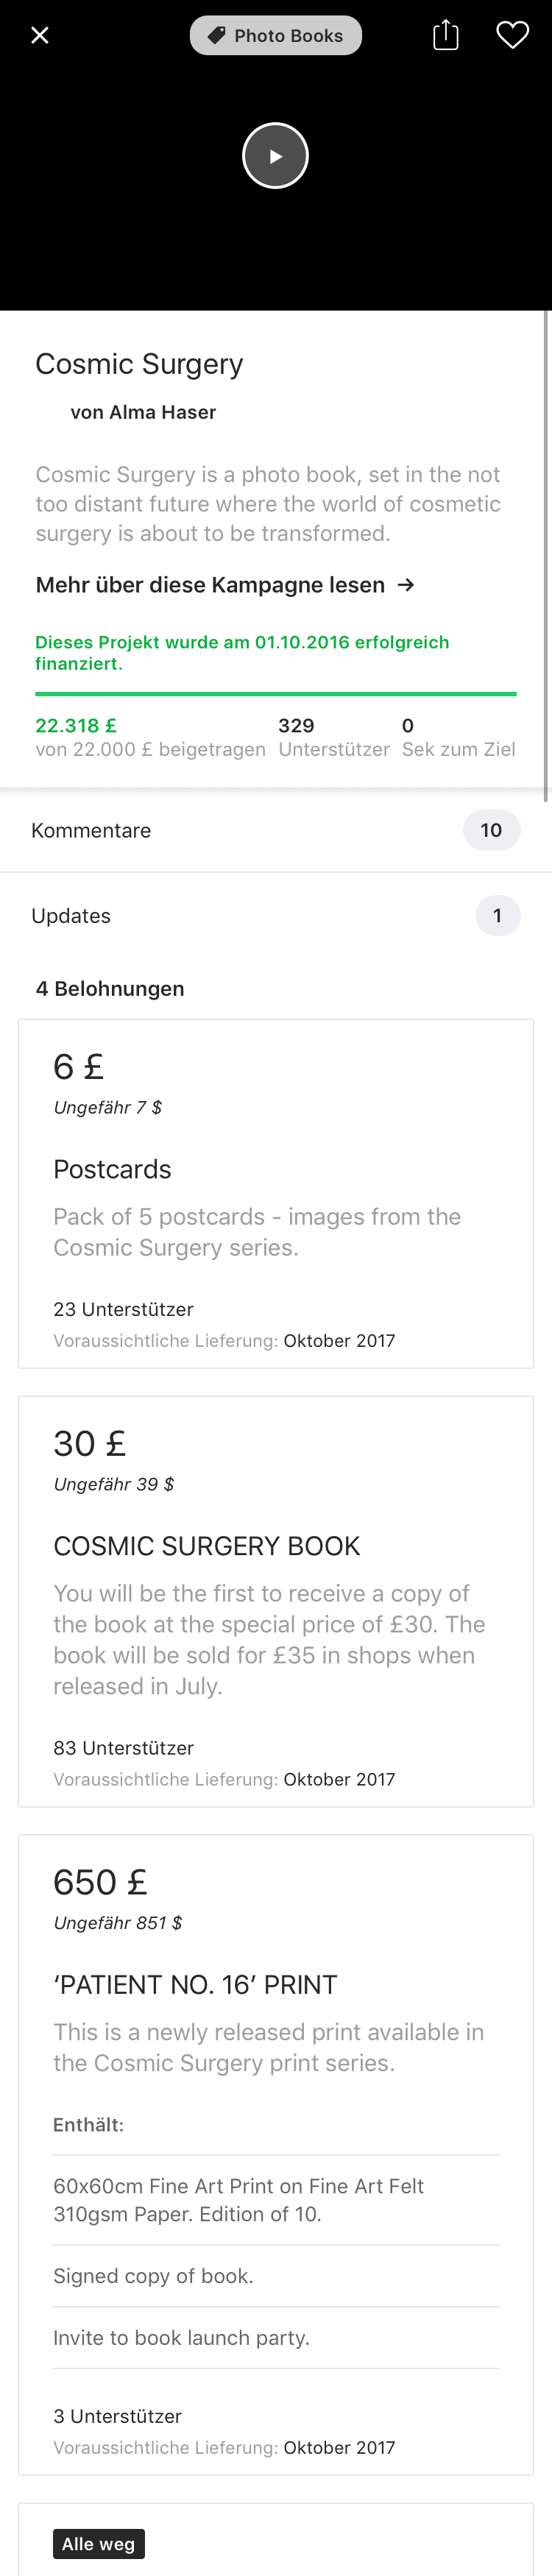 Photo Books
Cosmic Surgery
von Alma Haser
Cosmic Surgery is a photo book, set in the not
too distant future where the world of cosmetic
surgery is about to be transformed.
Mehr über diese Kampagne lesen →
Dieses Projekt wurde am 01.10.2016 erfolgreich
finanziert.
22.318 £ 329 0
von 22.000 £ beigetragen Unterstützer Sek zum Ziel
Kommentare 10
Updates 1
4 Belohnungen
6 £
Ungefähr 7 $
Postcards
Pack of 5 postcards - images from the
Cosmic Surgery series.
23 Unterstützer
Voraussichtliche Lieferung: Oktober 2017
30 £
Ungefähr 39 $
COSMIC SURGERY BOOK
You will be the first to receive a copy of
the book at the special price of £30. The
book will be sold for £35 in shops when
released in July.
83 Unterstützer
Voraussichtliche Lieferung: Oktober 2017
650 £
Ungefähr 851 $
‘PATIENT NO. 16’ PRINT
This is a newly released print available in
the Cosmic Surgery print series.
Enthält:
60x60cm Fine Art Print on Fine Art Felt
310gsm Paper. Edition of 10.
Signed copy of book.
Invite to book launch party.
3 Unterstützer
Voraussichtliche Lieferung: Oktober 2017
Alle weg